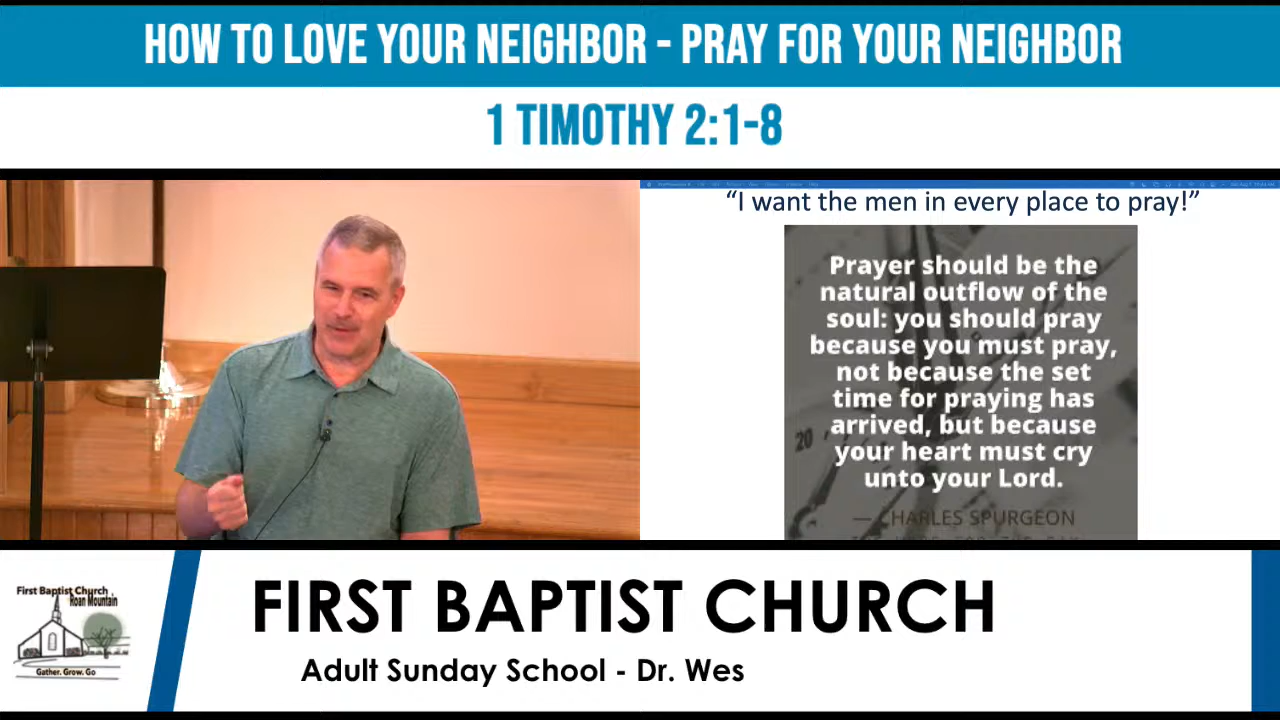 HOW TO LOVE YOUR NEIGHBOR - PRAY FOR YOUR NEIGHBOR
1 TIMOTHY 2:1-8
“I want the men in every place to pray!”
Prayer should be the
natural outflow of the
soul: you should pray
because you must pray,
not because the set
time for praying has
arrived, but because
your heart must cry
unto your Lord.
— CHARLES SPURGEON
20
First Baptist Church
Roan Mountain
Gather. Grow. Go
FIRST BAPTIST CHURCH
Adult Sunday School - Dr. Wes